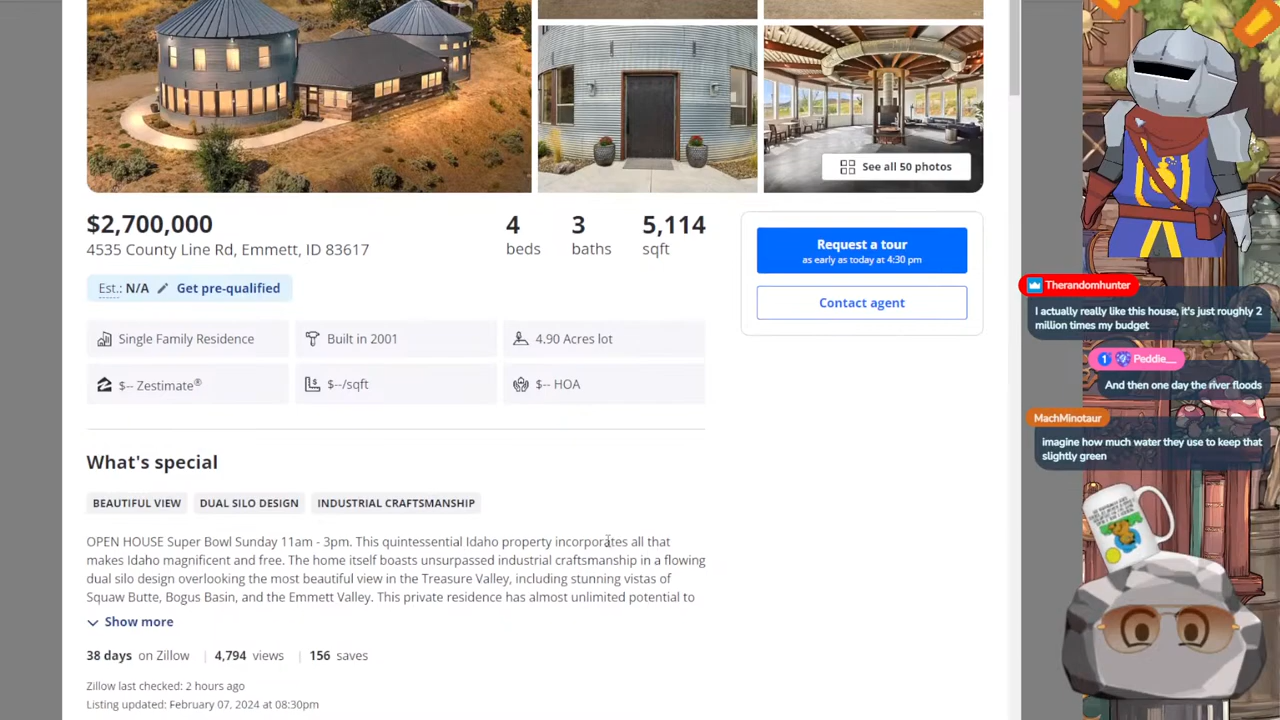 See all 50 photos
$2,700,000
4535 County Line Rd, Emmett, ID 83617
4 beds
3 baths
5,114 sqft
Est.: N/A Get pre-qualified
Request a tour
as early as today at 4:30 pm
Contact agent
Single Family Residence
Built in 2001
4.90 Acres lot
$-- Zestimate®
$--/sqft
$-- HOA
What's special
BEAUTIFUL VIEW
DUAL SILO DESIGN
INDUSTRIAL CRAFTSMANSHIP
OPEN HOUSE Super Bowl Sunday 11am - 3pm. This quintessential Idaho property incorporates all that
makes Idaho magnificent and free. The home itself boasts unsurpassed industrial craftsmanship in a flowing
dual silo design overlooking the most beautiful view in the Treasure Valley, including stunning vistas of
Squaw Butte, Bogus Basin, and the Emmett Valley. This private residence has almost unlimited potential to
Show more
38 days on Zillow | 4,794 views | 156 saves
Zillow last checked: 2 hours ago
Listing updated: February 07, 2024 at 08:30pm
Therandomhunter
I actually really like this house, it's just roughly 2
million times my budget
1 Peddie__
And then one day the river floods
MachMinotaur
imagine how much water they use to keep that
slightly green